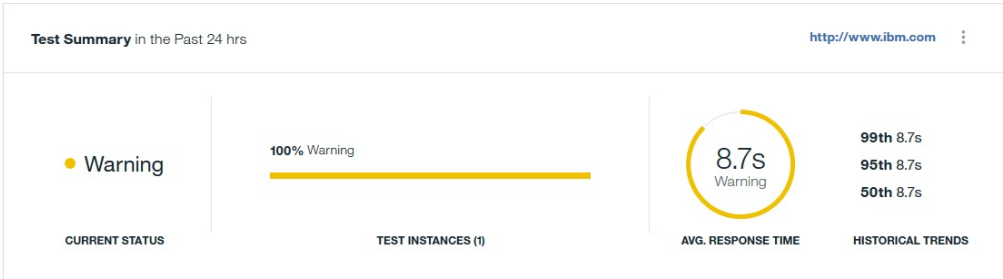 Test Summary in the Past 24 hrs
http://www.ibm.com
Warning
CURRENT STATUS
100% Warning
TEST INSTANCES (1)
8.7s
Warning
AVG. RESPONSE TIME
99th 8.7s
95th 8.7s
50th 8.7s
HISTORICAL TRENDS